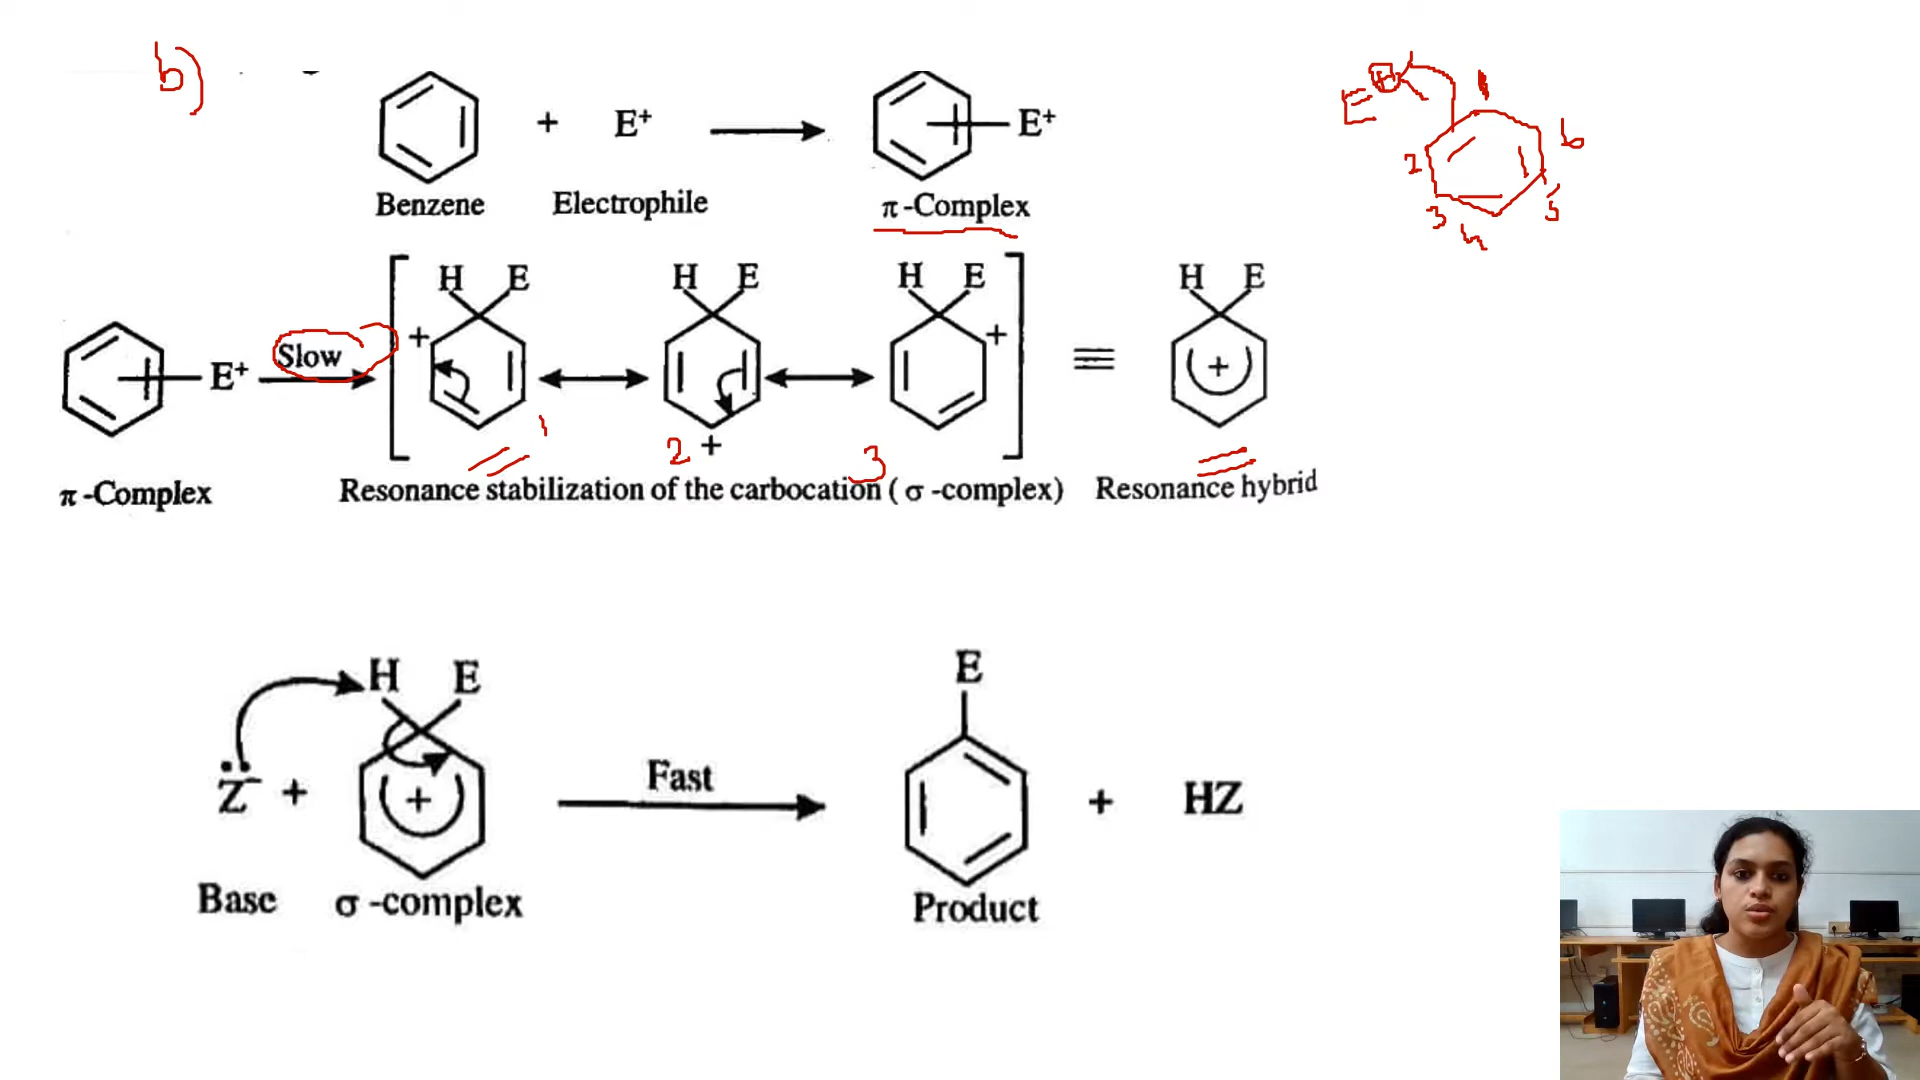 b)
+ E⁺ E⁺
Benzene Electrophile π-Complex
E +
1 2 3 4 5 6
H E H E H E H E
E⁺ Slow + + +
1 2 + 3
π-Complex Resonance stabilization of the carbocation (σ-complex) Resonance hybrid
H E E
Z̈⁻ + + Fast + HZ
Base σ-complex Product